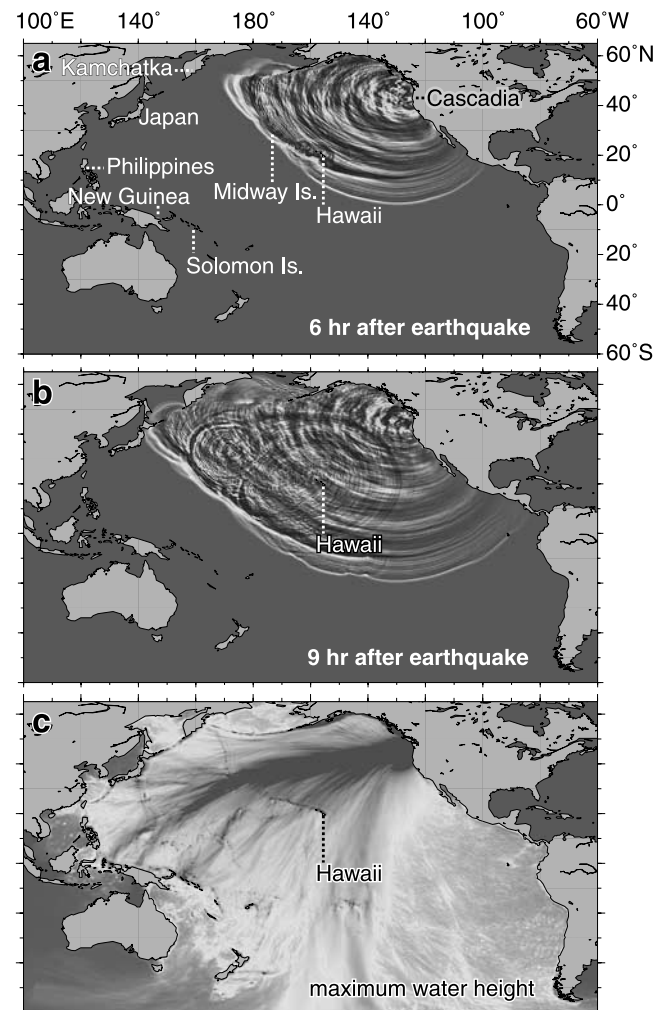 100˚E 140˚ 180˚ 140˚ 100˚ 60˚W
a
60˚N
Kamchatka
Cascadia
40˚
Japan
20˚
Philippines
Midway Is.
New Guinea
0˚
Hawaii
20˚
Solomon Is.
40˚
6 hr after earthquake
60˚S
b
Hawaii
9 hr after earthquake
c
Hawaii
maximum water height